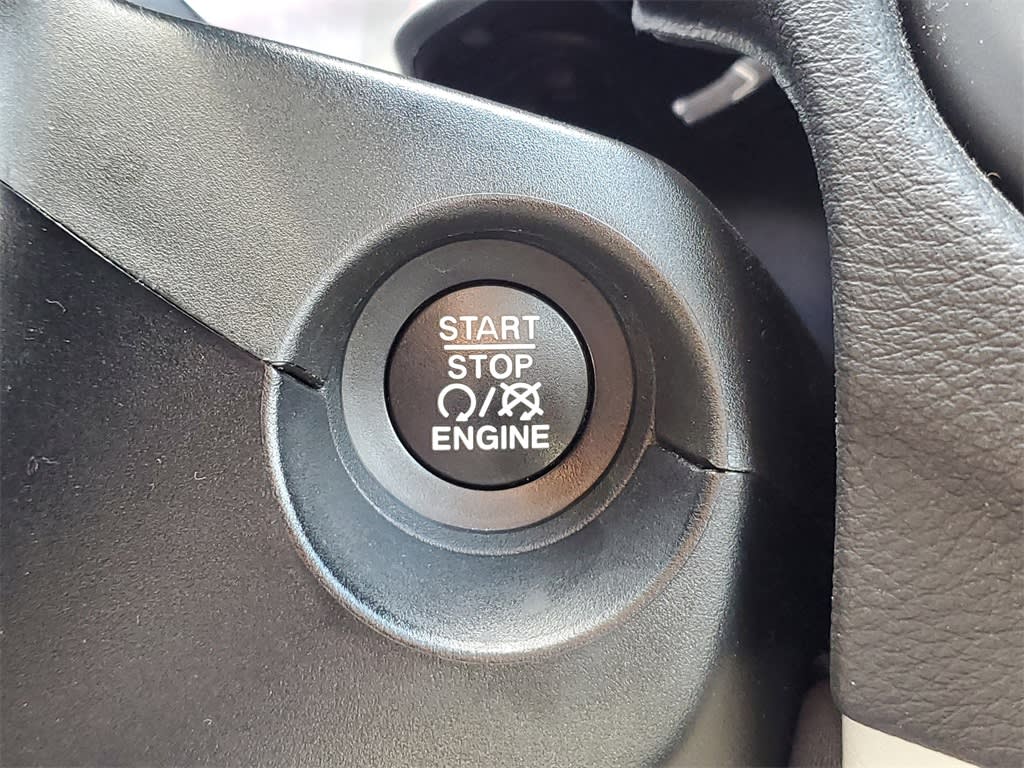 START
STOP
/
ENGINE